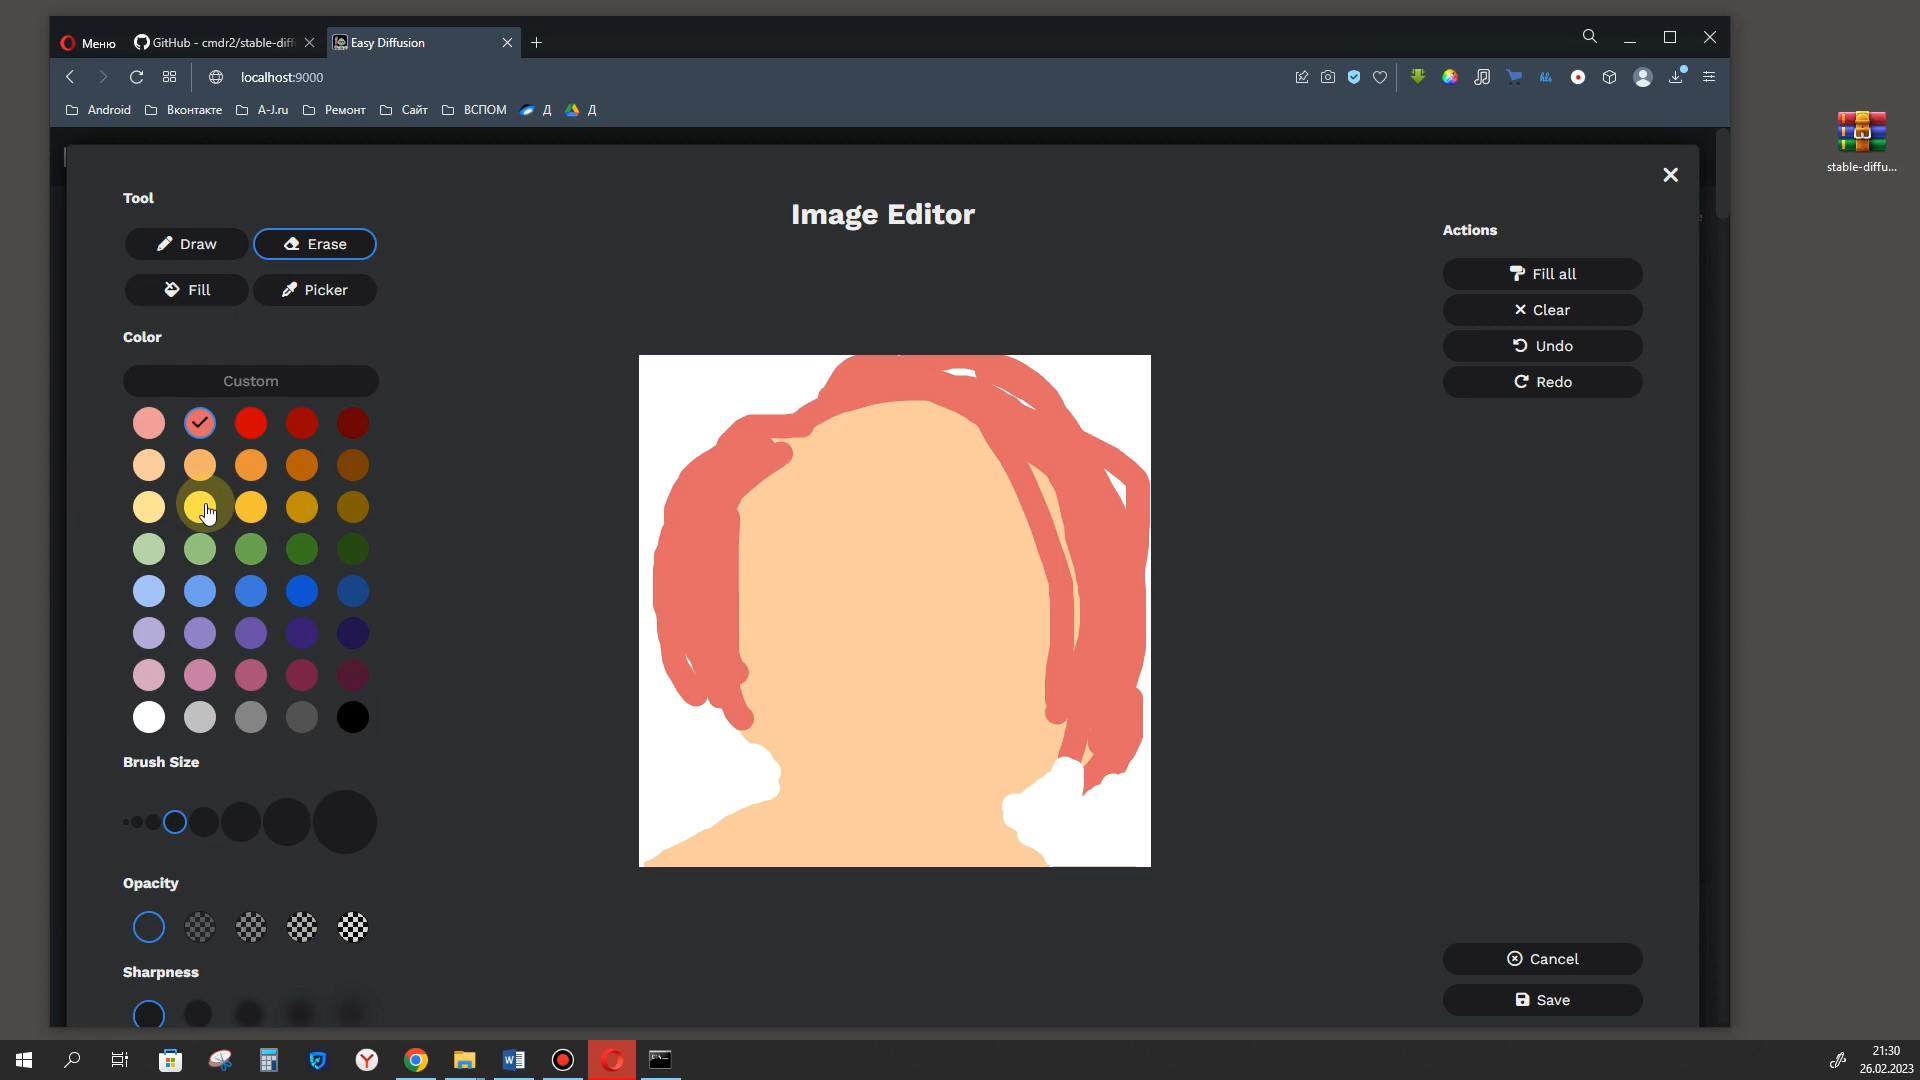 Меню
GitHub - cmdr2/stable-diff
Easy Diffusion
localhost:9000
Android
Вконтакте
A-J.ru
Ремонт
Сайт
ВСПОМ
Д
Д
stable-diffu...
Image Editor
Tool
Draw
Erase
Fill
Picker
Color
Custom
Brush Size
Opacity
Sharpness
Actions
Fill all
Clear
Undo
Redo
Cancel
Save
21:30
26.02.2023